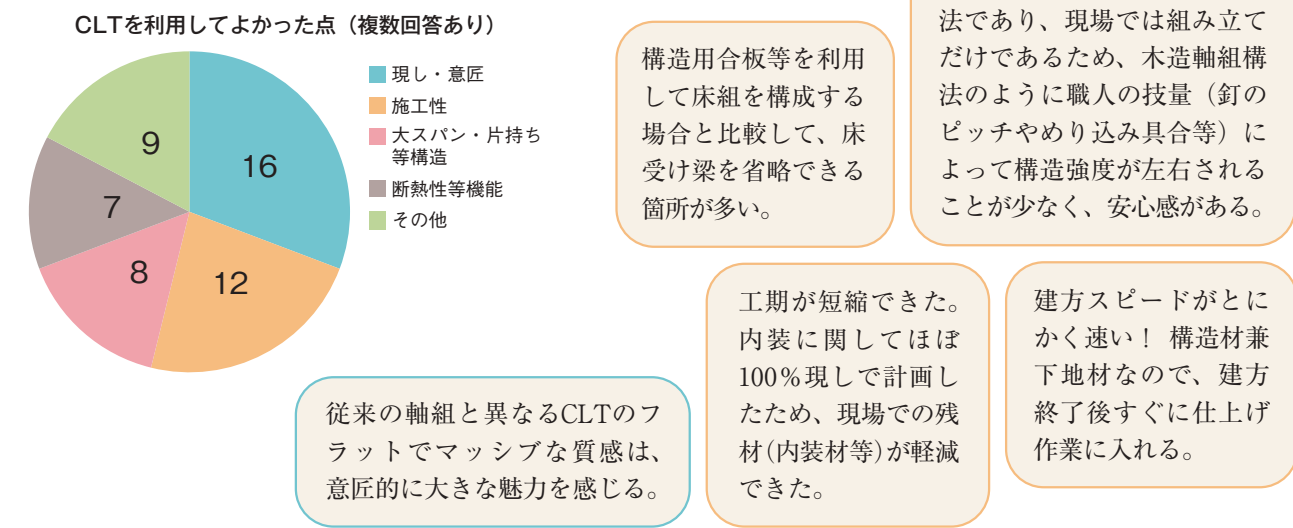 CLTを利用してよかった点（複数回答あり）
16
12
8
7
9
現し・意匠
施工性
大スパン・片持ち
等構造
断熱性等機能
その他
構造用合板等を利用
して床組を構成する
場合と比較して、床
受け梁を省略できる
箇所が多い。
法であり、現場では組み立て
だけであるため、木造軸組構
法のように職人の技量（釘の
ピッチやめり込み具合等）に
よって構造強度が左右される
ことが少なく、安心感がある。
従来の軸組と異なるCLTのフ
ラットでマッシブな質感は、
意匠的に大きな魅力を感じる。
工期が短縮できた。
内装に関してほぼ
100％現しで計画し
たため、現場での残
材(内装材等)が軽減
できた。
建方スピードがとに
かく速い！ 構造材兼
下地材なので、建方
終了後すぐに仕上げ
作業に入れる。